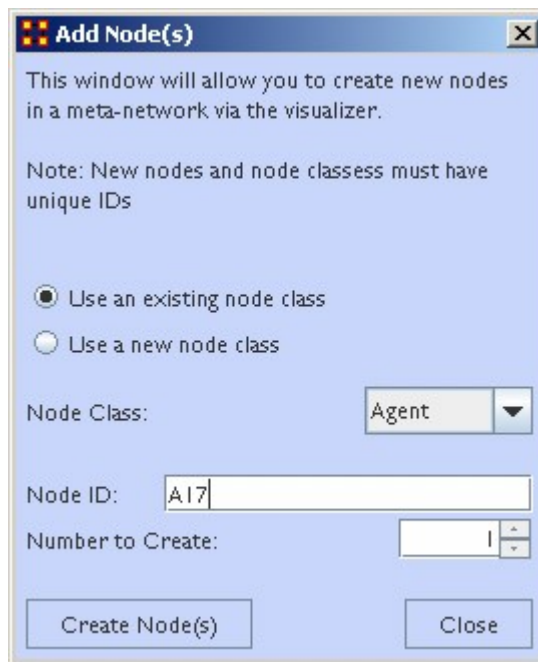 Add Node(s)
This window will allow you to create new nodes
in a meta-network via the visualizer.
Note: New nodes and node classess must have
unique IDs
Use an existing node class
Use a new node class
Node Class: Agent
Node ID: A17
Number to Create: 1
Create Node(s) Close